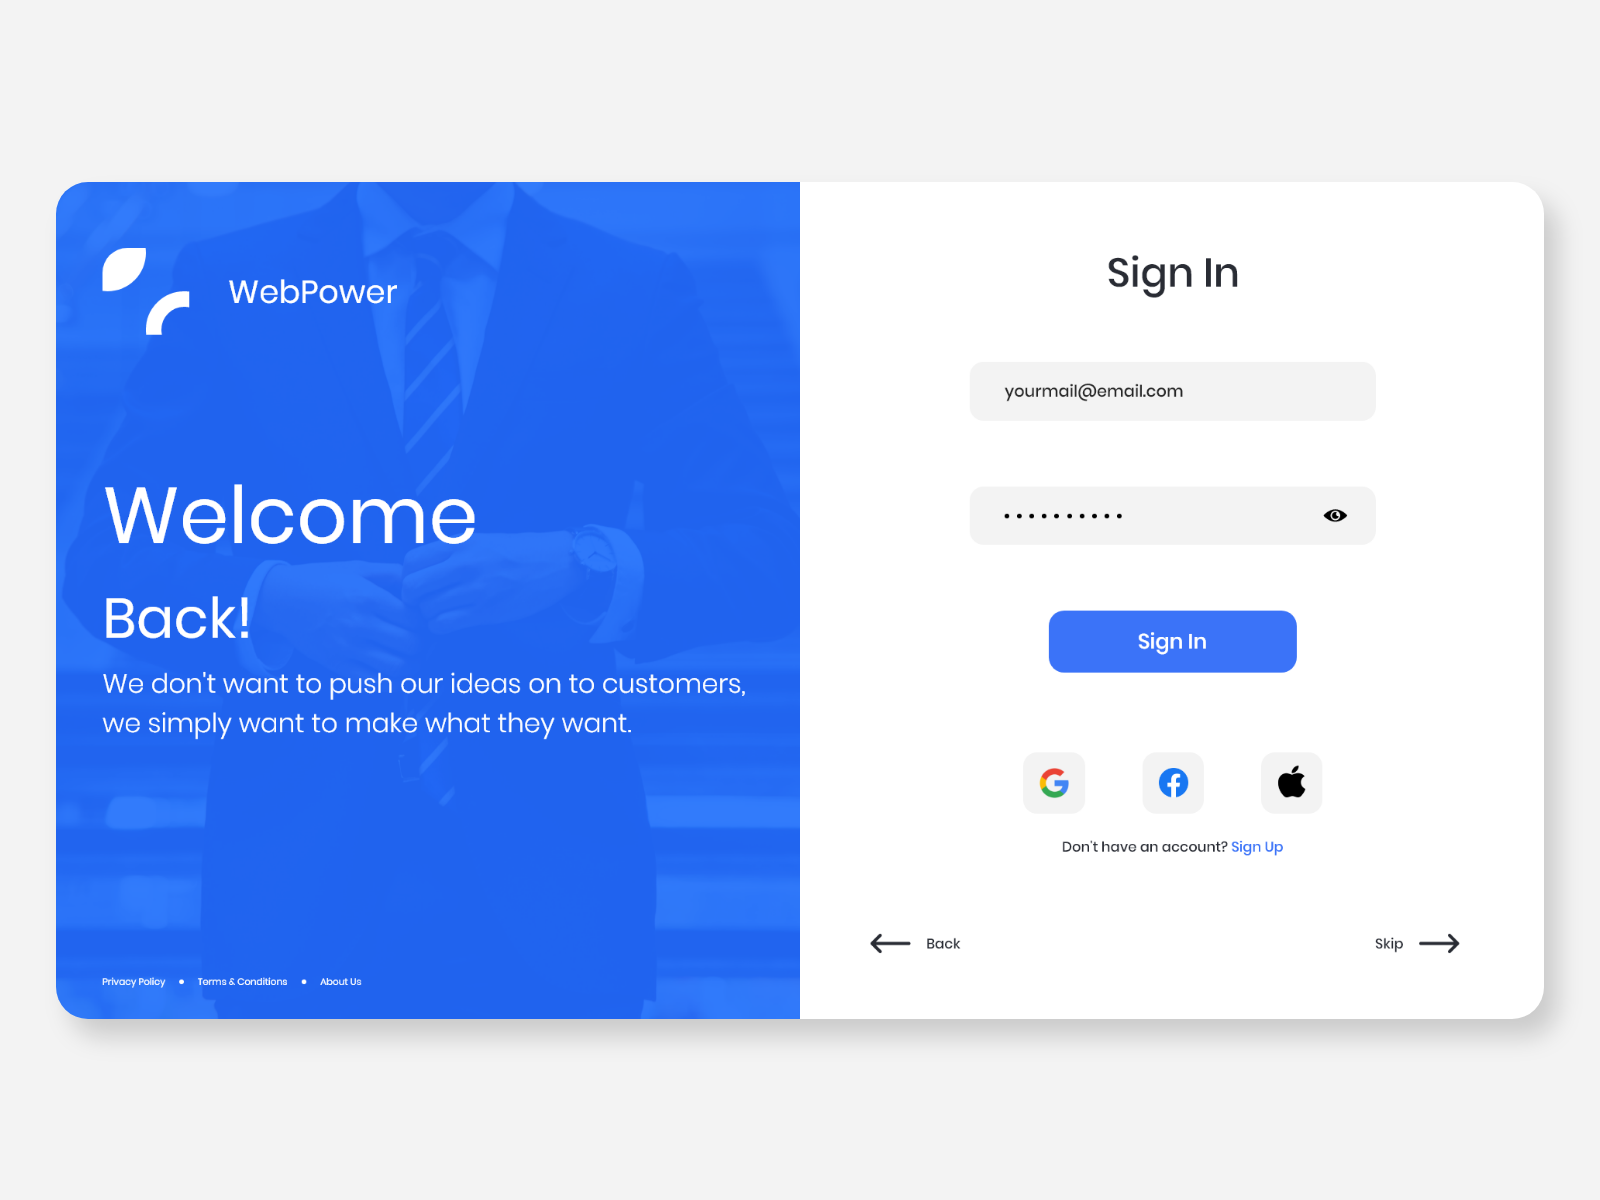 WebPower
Welcome
Back!
We don't want to push our ideas on to customers,
we simply want to make what they want.
Privacy Policy • Terms & Conditions • About Us
Sign In
yourmail@email.com
••••••••••
Sign In
Don't have an account? Sign Up
Back
Skip